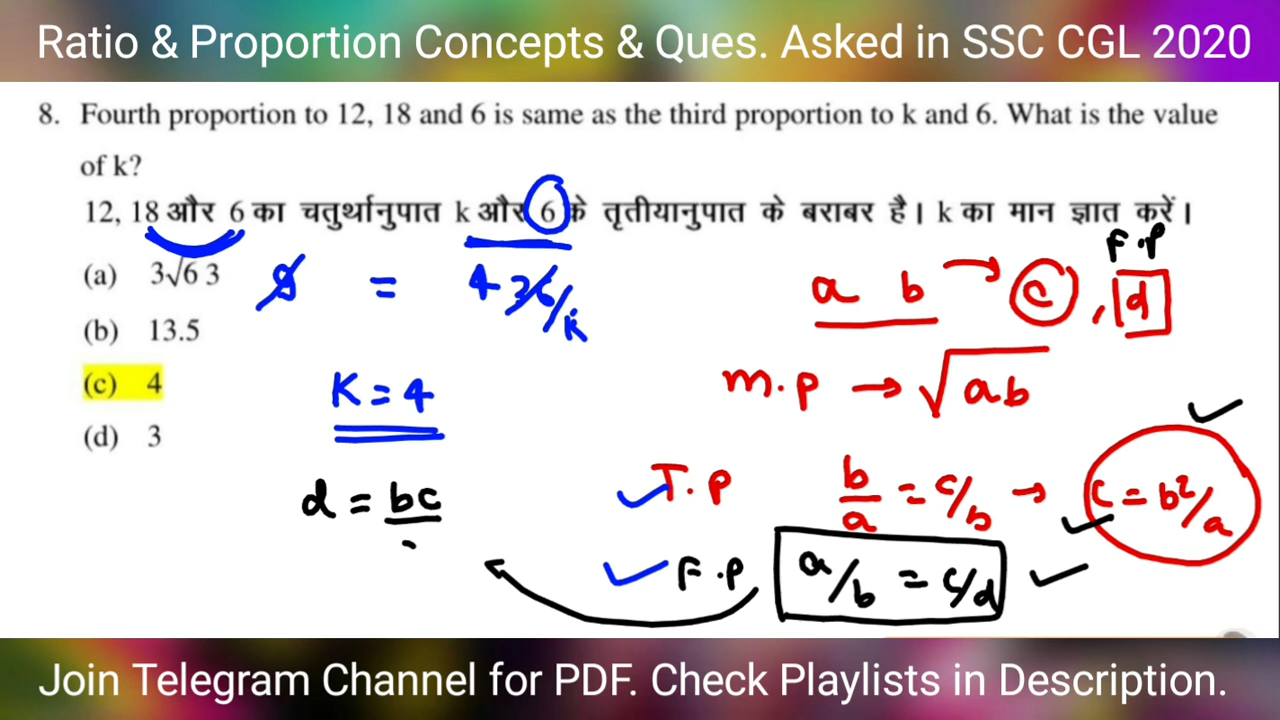 Ratio & Proportion Concepts & Ques. Asked in SSC CGL 2020
8. Fourth proportion to 12, 18 and 6 is same as the third proportion to k and 6. What is the value
of k?
12, 18 और 6 का चतुर्थानुपात k और 6 के तृतीयानुपात के बराबर है। k का मान ज्ञात करें।
F.P
(a) 3√6 3
9 = 4 36/k
a b → c, d
(b) 13.5
m.p → √ab
(c) 4
K = 4
(d) 3
T.p b/a = c/b → c = b²/a
d = bc
F.p a/b = c/d
Join Telegram Channel for PDF. Check Playlists in Description.